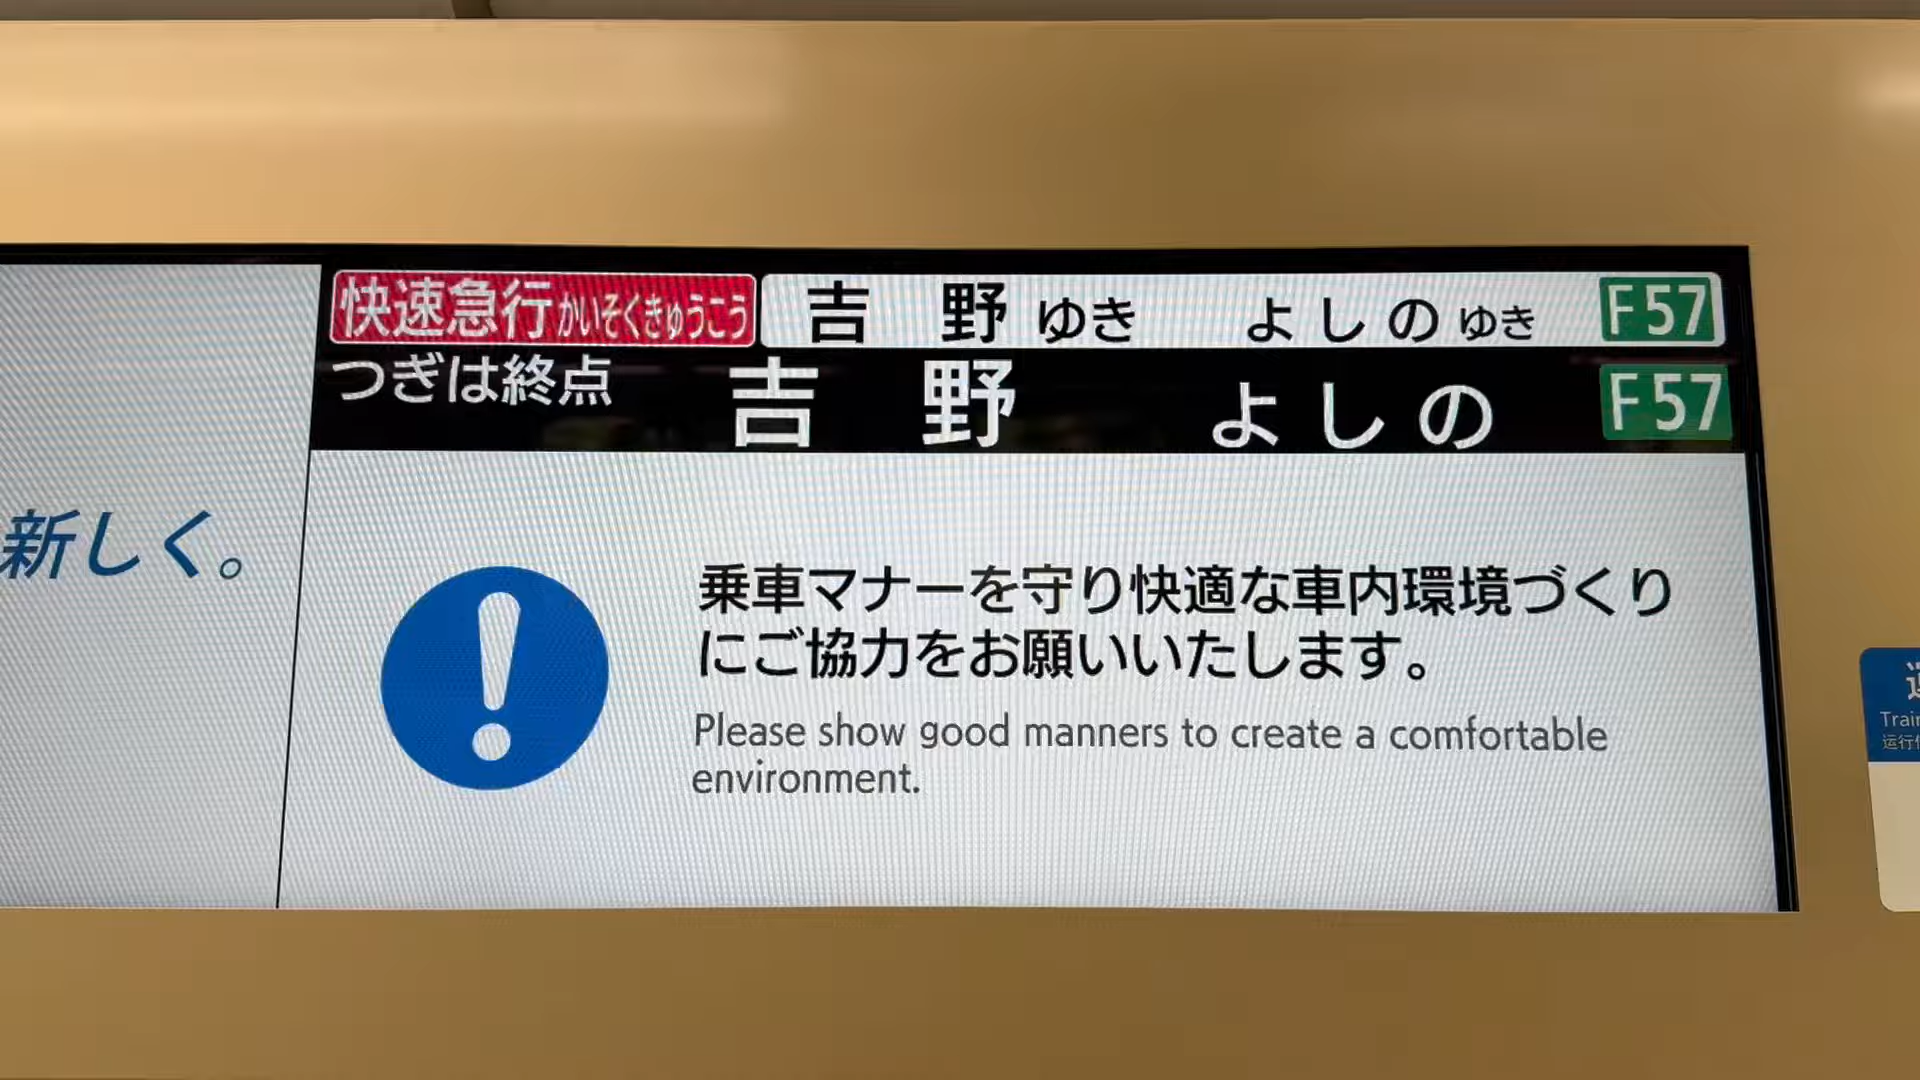 快速急行 かいそくきゅうこう 吉野 ゆき よしの ゆき F57
つぎは終点 吉野 よしの F57
新しく。
乗車マナーを守り快適な車内環境づくり
にご協力をお願いいたします。
Please show good manners to create a comfortable
environment.